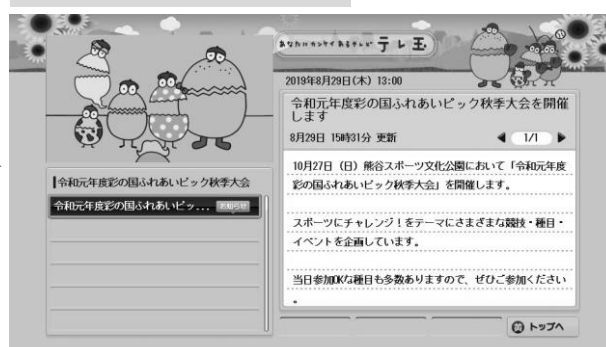 あなたにカンケイあるテレビ テレ玉
2019年8月29日(木) 13:00
令和元年度彩の国ふれあいピック秋季大会を開催
します
8月29日 15時31分 更新
1/1
10月27日（日）熊谷スポーツ文化公園において「令和元年度
彩の国ふれあいピック秋季大会」を開催します。
スポーツにチャレンジ！をテーマにさまざまな競技・種目・
イベントを企画しています。
当日参加OKな種目も多数ありますので、ぜひご参加ください
。
令和元年度彩の国ふれあいピック秋季大会
令和元年度彩の国ふれあいピッ... お知らせ
黄 トップへ